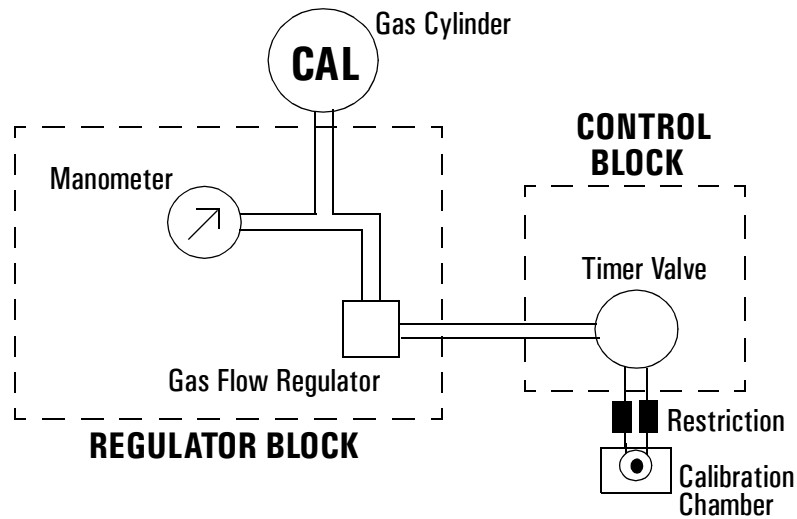 Gas Cylinder
CAL
CONTROL
BLOCK
Manometer
Timer Valve
Gas Flow Regulator
REGULATOR BLOCK
Restriction
Calibration
Chamber